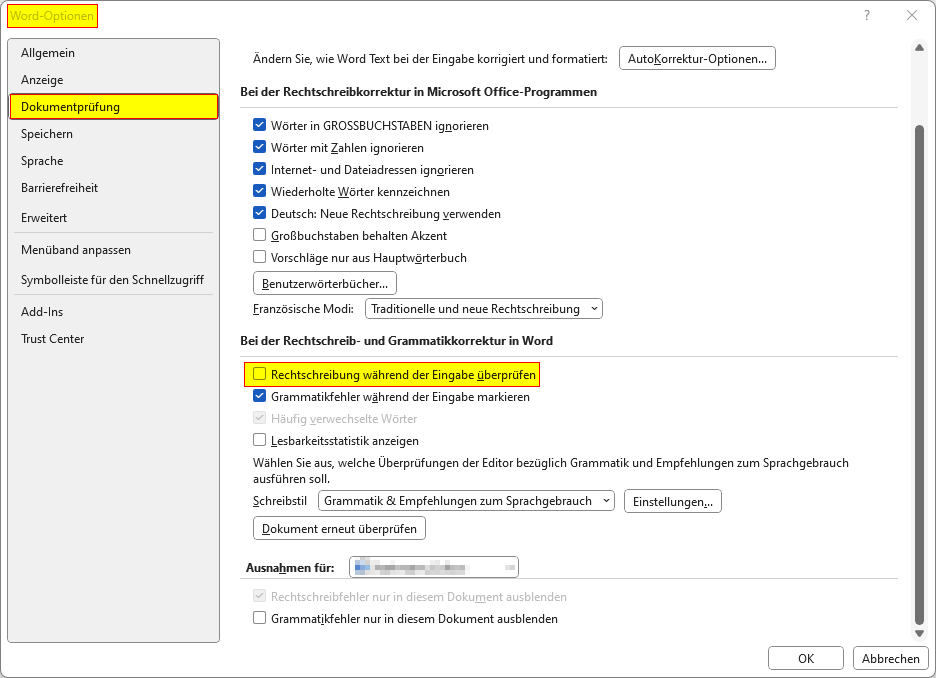 Word-Optionen
?
Allgemein
Anzeige
Dokumentprüfung
Speichern
Sprache
Barrierefreiheit
Erweitert
Menüband anpassen
Symbolleiste für den Schnellzugriff
Add-Ins
Trust Center
Ändern Sie, wie Word Text bei der Eingabe korrigiert und formatiert:
AutoKorrektur-Optionen...
Bei der Rechtschreibkorrektur in Microsoft Office-Programmen
Wörter in GROSSBUCHSTABEN ignorieren
Wörter mit Zahlen ignorieren
Internet- und Dateiadressen ignorieren
Wiederholte Wörter kennzeichnen
Deutsch: Neue Rechtschreibung verwenden
Großbuchstaben behalten Akzent
Vorschläge nur aus Hauptwörterbuch
Benutzerwörterbücher...
Französische Modi: Traditionelle und neue Rechtschreibung
Bei der Rechtschreib- und Grammatikkorrektur in Word
Rechtschreibung während der Eingabe überprüfen
Grammatikfehler während der Eingabe markieren
Häufig verwechselte Wörter
Lesbarkeitsstatistik anzeigen
Wählen Sie aus, welche Überprüfungen der Editor bezüglich Grammatik und Empfehlungen zum Sprachgebrauch
ausführen soll.
Schreibstil Grammatik & Empfehlungen zum Sprachgebrauch Einstellungen...
Dokument erneut überprüfen
Ausnahmen für:
Rechtschreibfehler nur in diesem Dokument ausblenden
Grammatikfehler nur in diesem Dokument ausblenden
OK Abbrechen